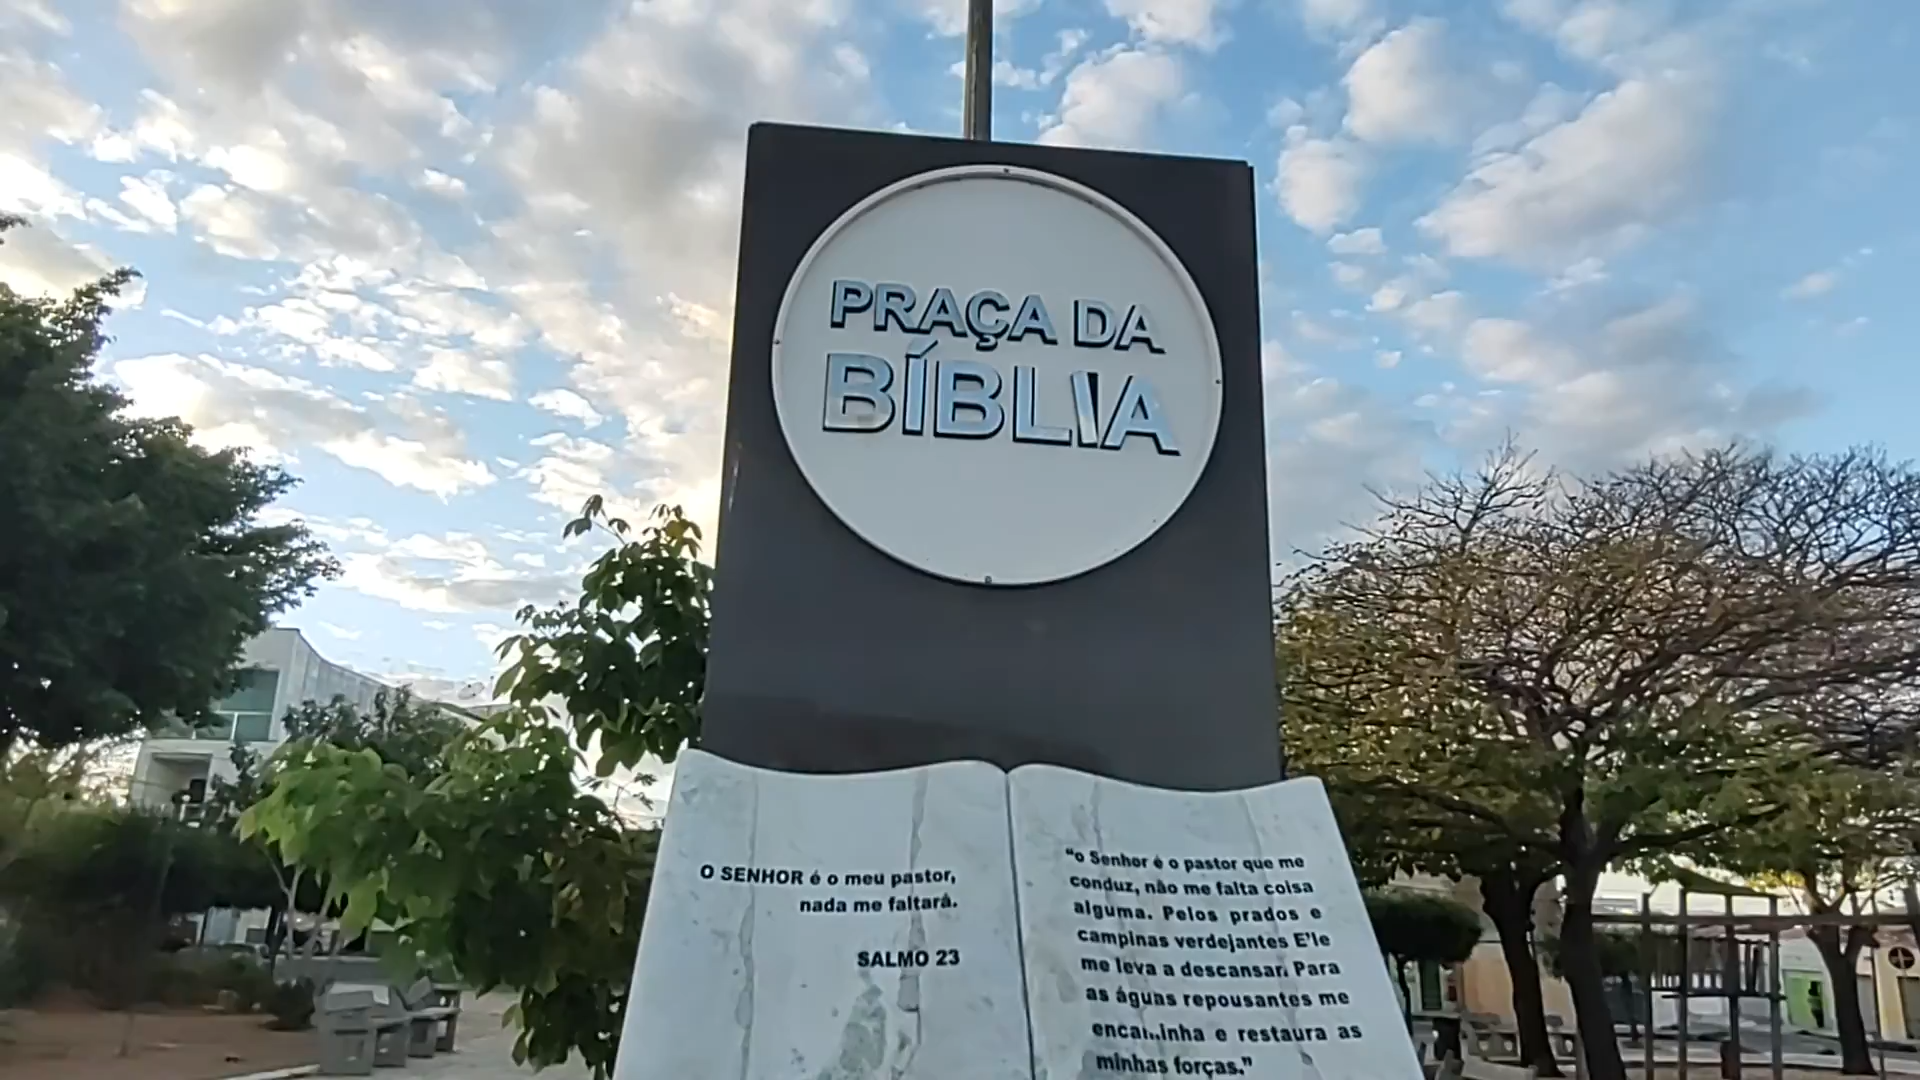 PRAÇA DA
BÍBLIA
O SENHOR é o meu pastor,
nada me faltará.
SALMO 23
“o Senhor é o pastor que me
conduz, não me falta coisa
alguma. Pelos prados e
campinas verdejantes E'le
me leva a descansar. Para
as águas repousantes me
encaminha e restaura as
minhas forças.”